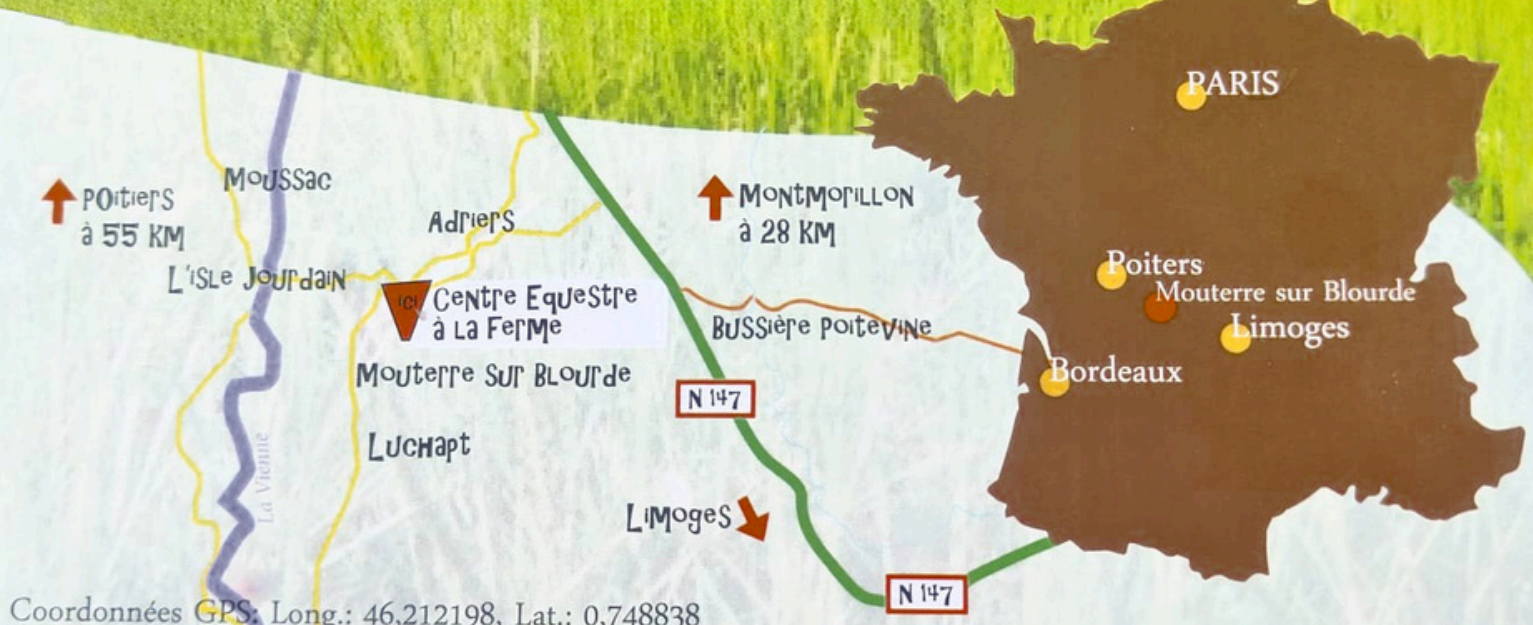 Poitiers
à 55 KM
Moussac
Adriers
L'isle Jourdain
ici
Centre Equestre
à la Ferme
Mouterre sur Blourde
Luchapt
La Vienne
Montmorillon
à 28 KM
Bussière Poitevine
N 147
Limoges
N 147
PARIS
Poiters
Mouterre sur Blourde
Limoges
Bordeaux
Coordonnées GPS: Long.: 46,212198, Lat.: 0,748838